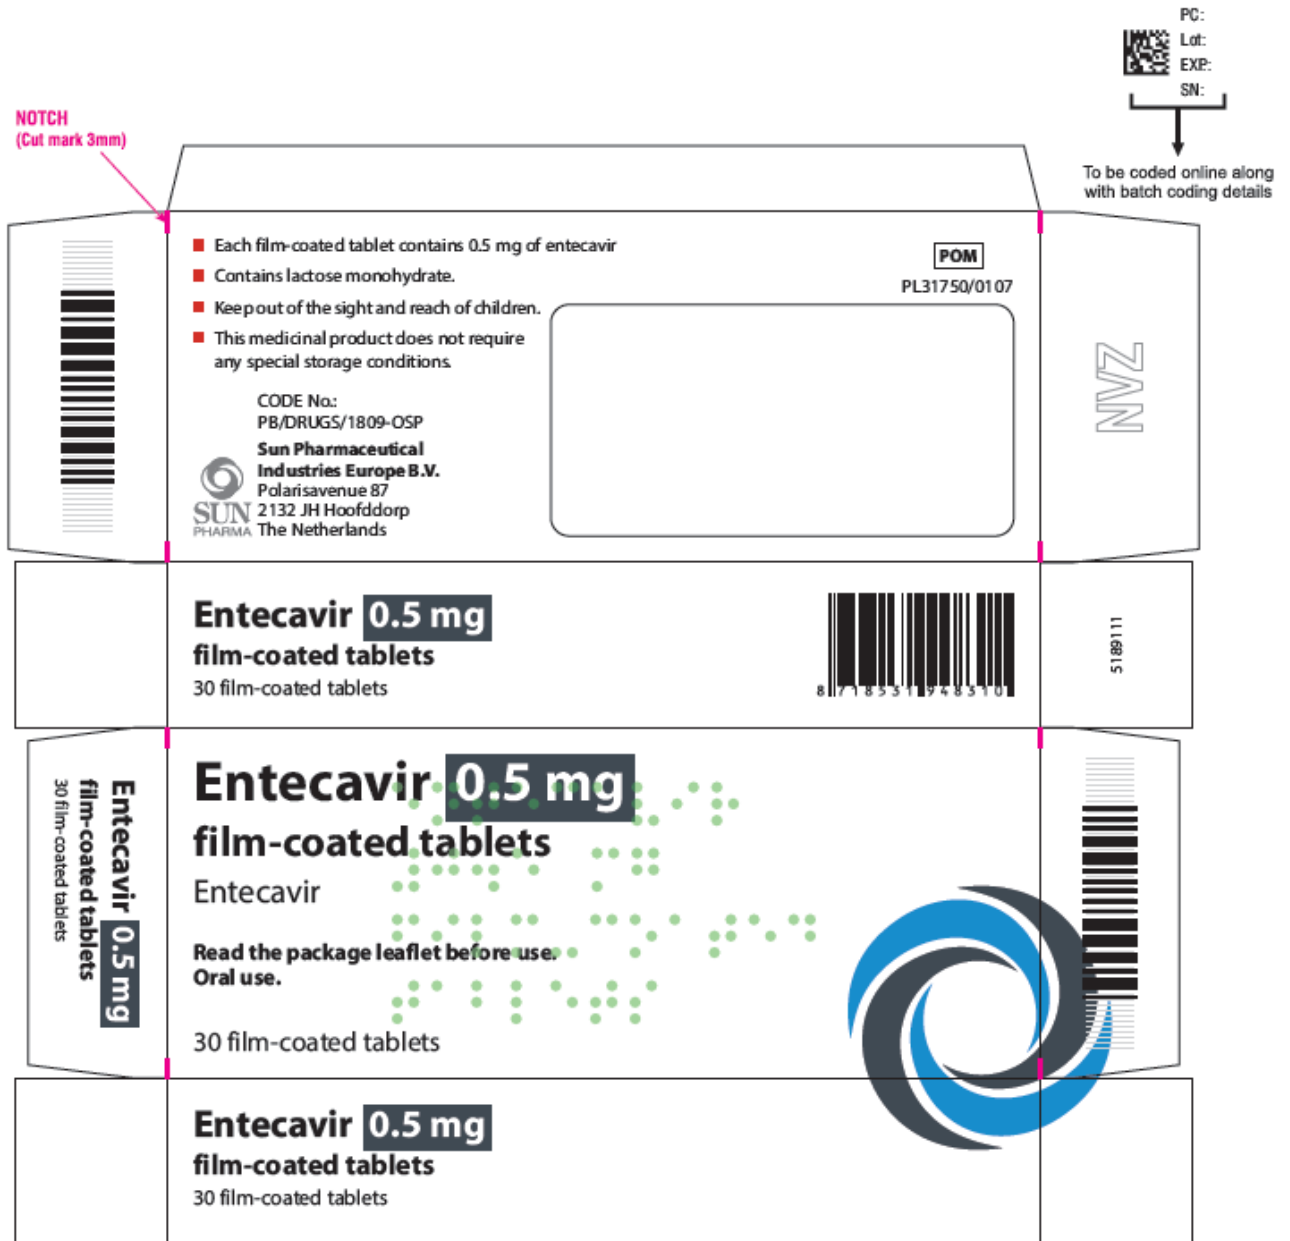 PC:
Lot:
EXP:
SN:
To be coded online along
with batch coding details
NOTCH
(Cut mark 3mm)
Each film-coated tablet contains 0.5 mg of entecavir
Contains lactose monohydrate.
Keep out of the sight and reach of children.
This medicinal product does not require
any special storage conditions.
POM
PL31750/0107
CODE No.:
PB/DRUGS/1809-OSP
Sun Pharmaceutical
Industries Europe B.V.
Polarisavenue 87
2132 JH Hoofddorp
The Netherlands
SUN
PHARMA
NVZ
Entecavir 0.5 mg
film-coated tablets
30 film-coated tablets
8 718531 948310
5189111
Entecavir 0.5 mg
film-coated tablets
30 film-coated tablets
Entecavir 0.5 mg
film-coated tablets
Entecavir
Read the package leaflet before use.
Oral use.
30 film-coated tablets
Entecavir 0.5 mg
film-coated tablets
30 film-coated tablets